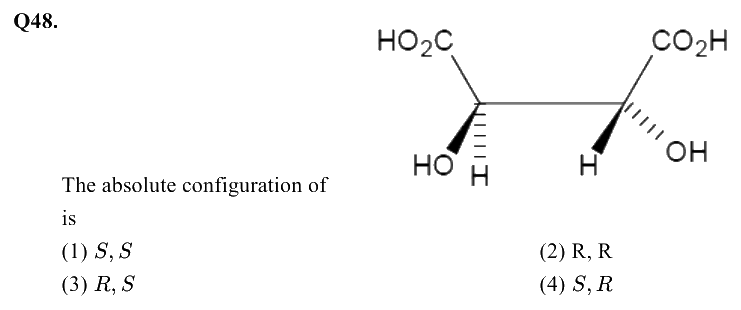 Q48.
HO₂C CO₂H
HO H H OH
The absolute configuration of
is
(1) S, S (2) R, R
(3) R, S (4) S, R